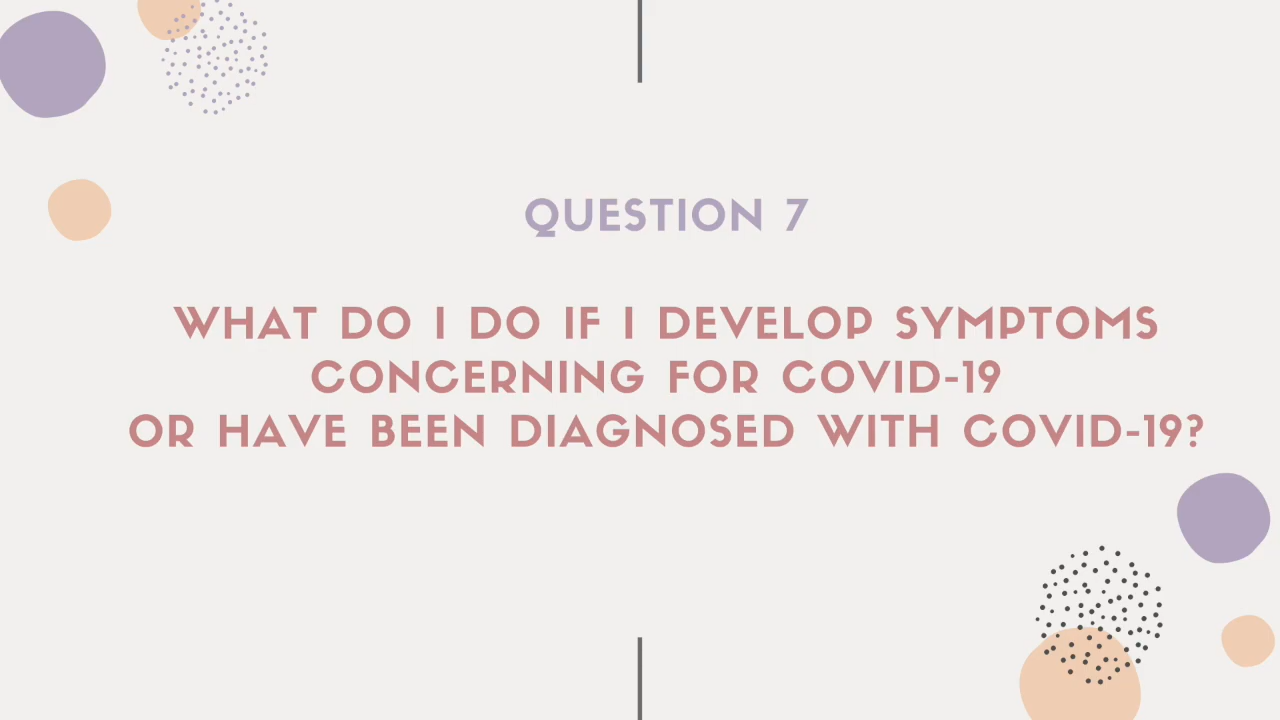 QUESTION 7
WHAT DO I DO IF I DEVELOP SYMPTOMS
CONCERNING FOR COVID-19
OR HAVE BEEN DIAGNOSED WITH COVID-19?